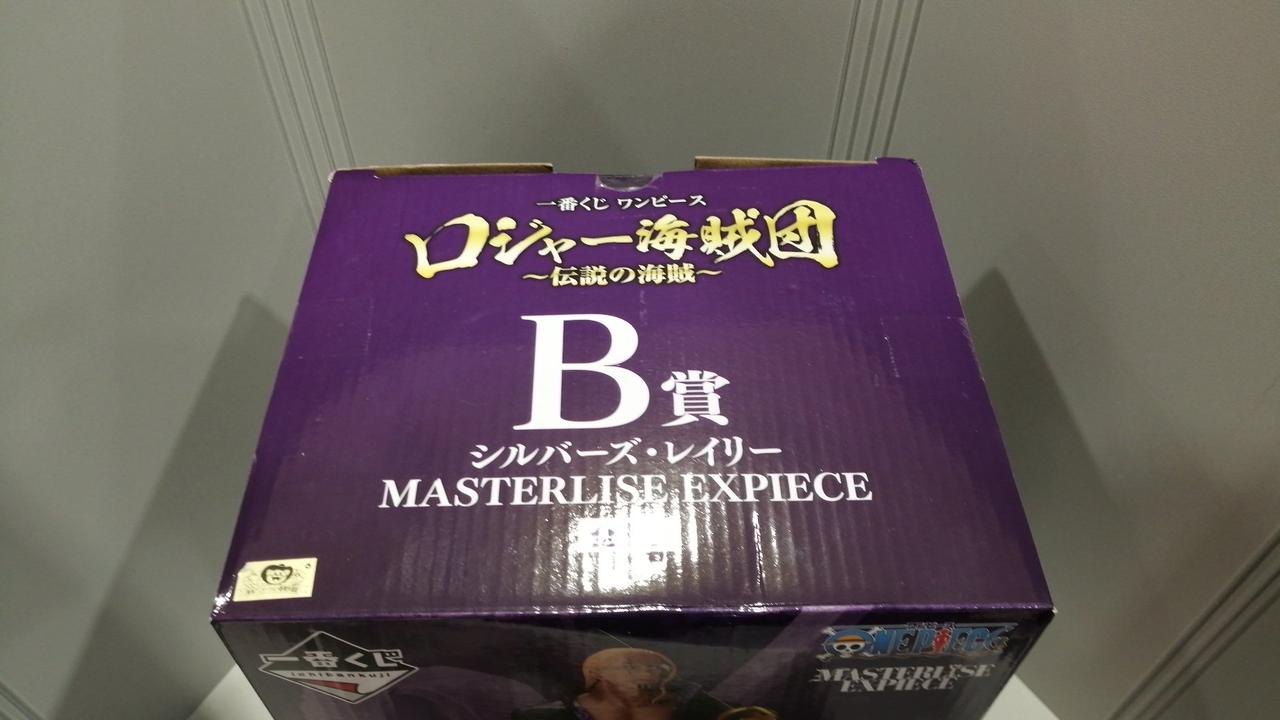 一番くじ ワンピース
ロジャー海賊団
～伝説の海賊～
B賞
シルバーズ・レイリー
MASTERLISE EXPIECE
一番くじ
ichibankuji
ONE PIECE
MASTERLISE
EXPIECE